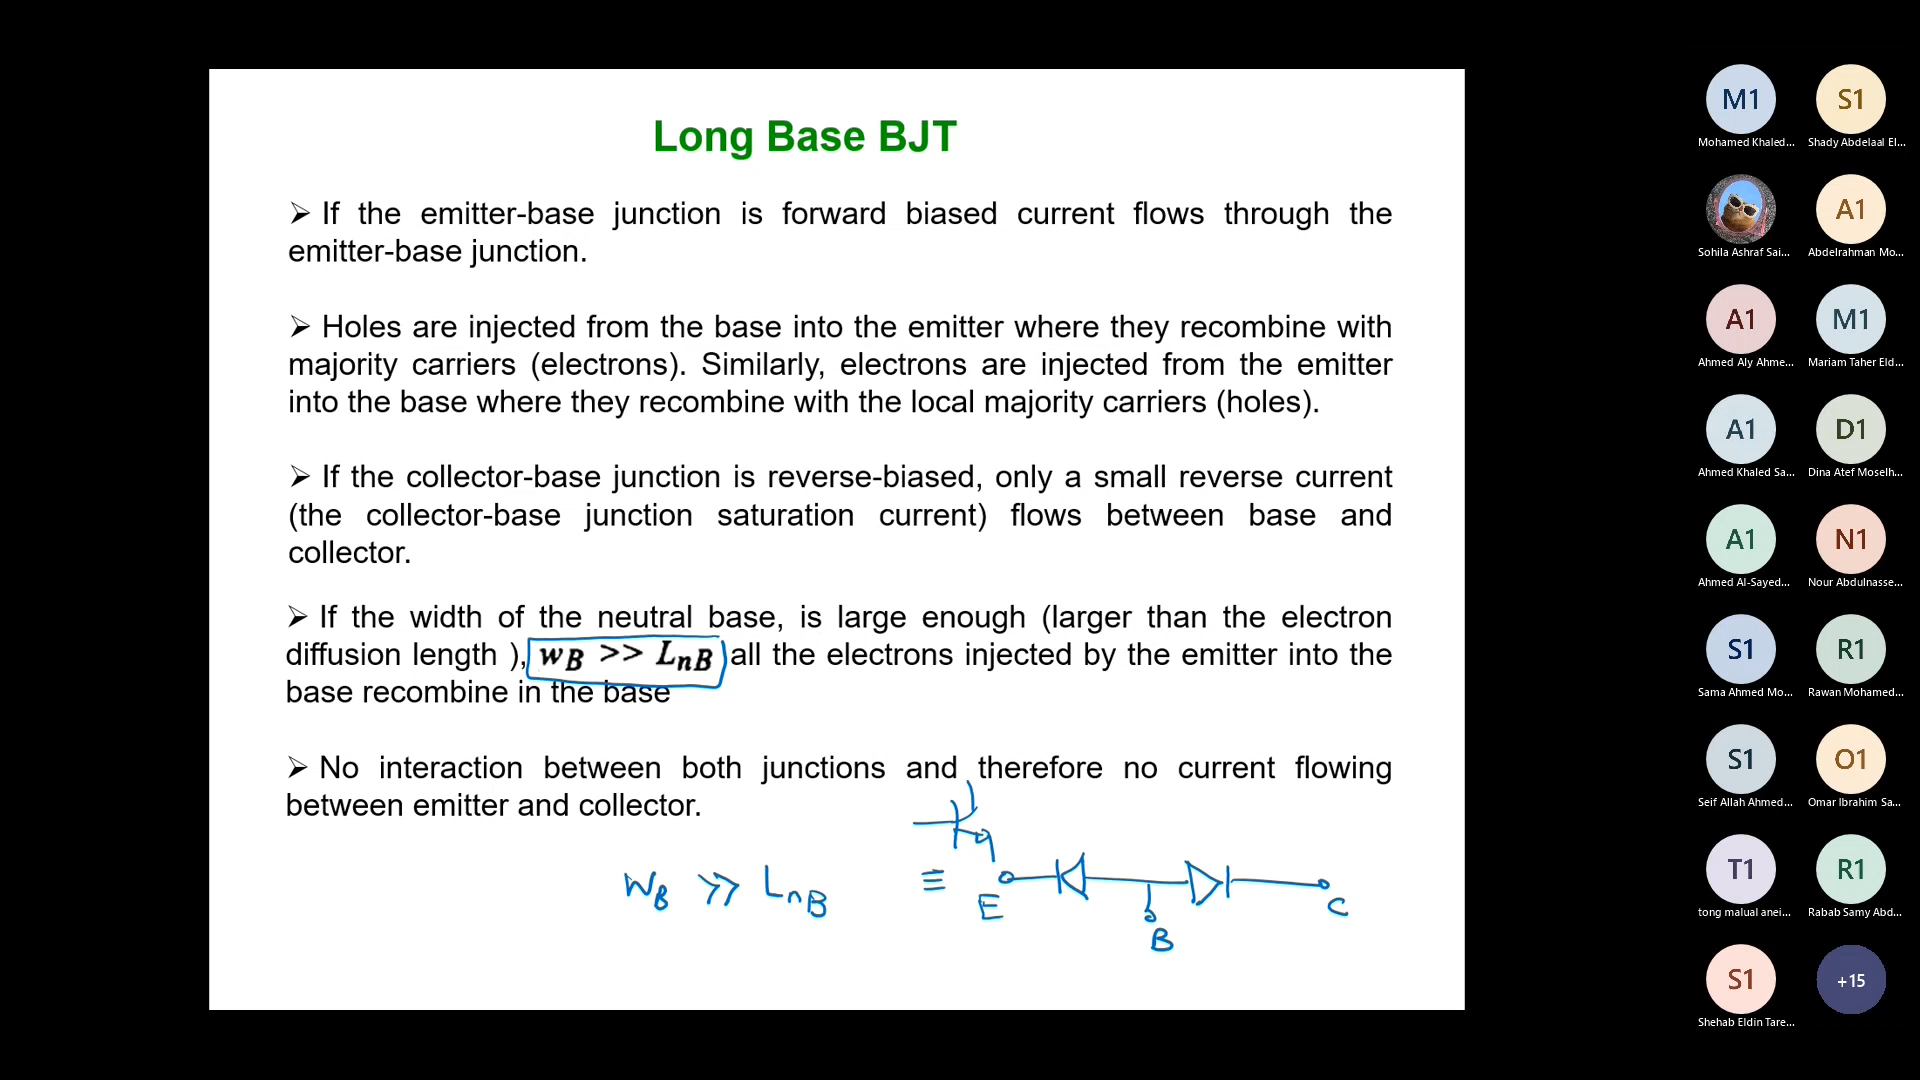 Long Base BJT
➢ If the emitter-base junction is forward biased current flows through the
emitter-base junction.
➢ Holes are injected from the base into the emitter where they recombine with
majority carriers (electrons). Similarly, electrons are injected from the emitter
into the base where they recombine with the local majority carriers (holes).
➢ If the collector-base junction is reverse-biased, only a small reverse current
(the collector-base junction saturation current) flows between base and
collector.
➢ If the width of the neutral base, is large enough (larger than the electron
diffusion length ), wB >> LnB all the electrons injected by the emitter into the
base recombine in the base
➢ No interaction between both junctions and therefore no current flowing
between emitter and collector.
WB >> LnB
≡
E
B
C
M1
S1
Mohamed Khaled...
Shady Abdelaal El...
A1
Sohila Ashraf Sai...
Abdelrahman Mo...
A1
M1
Ahmed Aly Ahme...
Mariam Taher Eld...
A1
D1
Ahmed Khaled Sa...
Dina Atef Moselh...
A1
N1
Ahmed Al-Sayed...
Nour Abdulnasse...
S1
R1
Sama Ahmed Mo...
Rawan Mohamed...
S1
O1
Seif Allah Ahmed...
Omar Ibrahim Sa...
T1
R1
tong malual anei...
Rabab Samy Abd...
S1
+15
Shehab Eldin Tare...